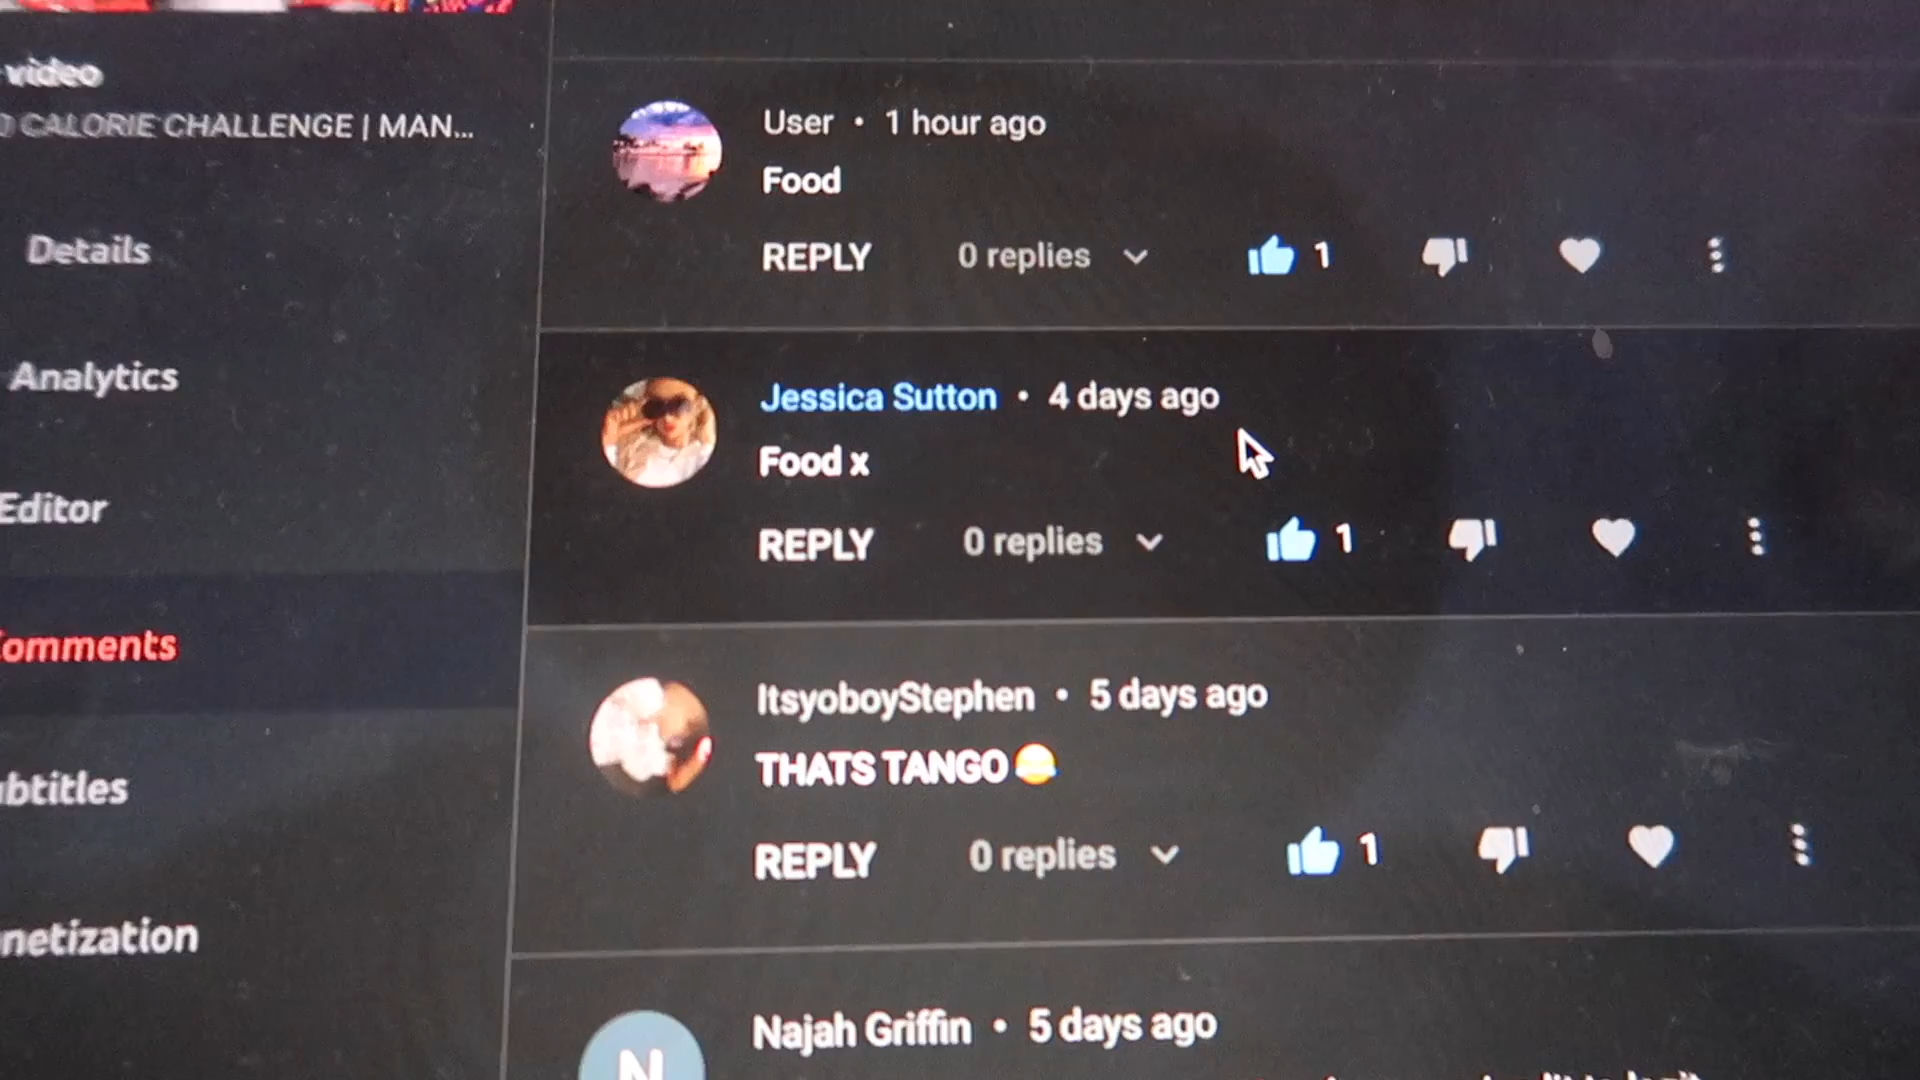 video
CALORIE CHALLENGE | MAN...
Details
Analytics
Editor
Comments
btitles
netization
User • 1 hour ago
Food
REPLY 0 replies 1
Jessica Sutton • 4 days ago
Food x
REPLY 0 replies 1
ItsyoboyStephen • 5 days ago
THATS TANGO
REPLY 0 replies 1
N
Najah Griffin • 5 days ago